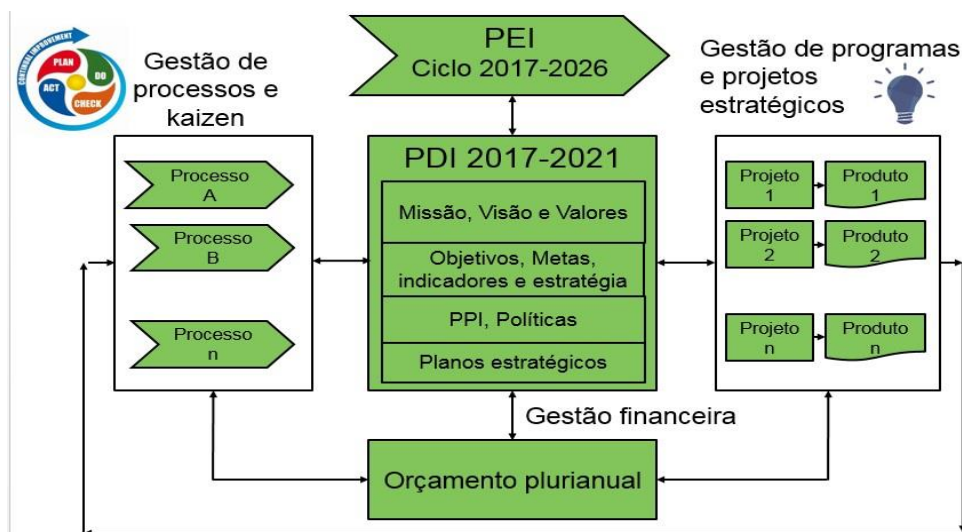 CONTINUAL IMPROVEMENT
PLAN
DO
ACT
CHECK
Gestão de
processos e
kaizen
PEI
Ciclo 2017-2026
Gestão de programas
e projetos
estratégicos
Processo
A
Processo
B
Processo
n
PDI 2017-2021
Missão, Visão e Valores
Objetivos, Metas,
indicadores e estratégia
PPI, Políticas
Planos estratégicos
Projeto
1
Produto
1
Projeto
2
Produto
2
Projeto
n
Produto
n
Gestão financeira
Orçamento plurianual